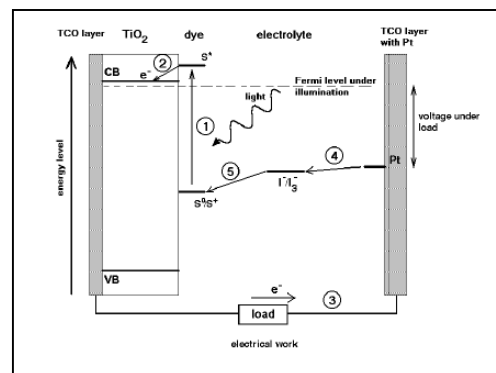 TCO layer
TiO2
dye
electrolyte
TCO layer
with Pt
S*
CB
e-
2
Fermi level under
illumination
light
1
voltage under
load
energy level
Pt
4
5
I-/I3-
S0/S+
VB
e-
3
load
electrical work